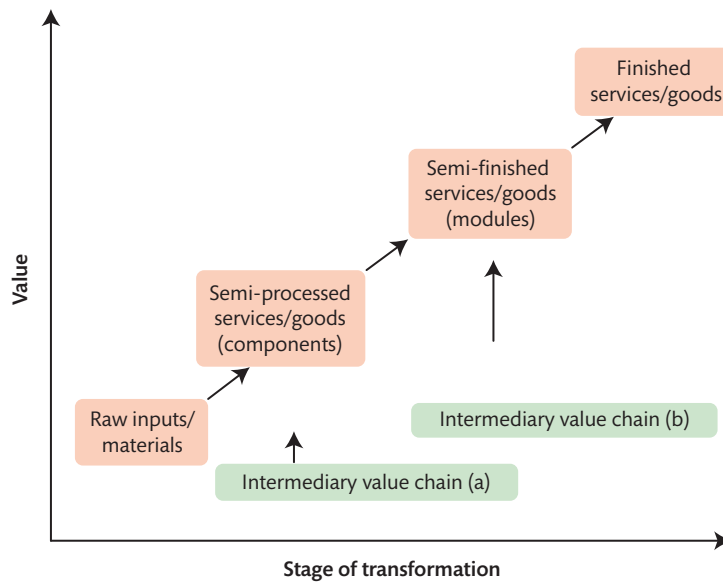 Finished
services/goods
Semi-finished
services/goods
(modules)
Semi-processed
services/goods
(components)
Raw inputs/
materials
Intermediary value chain (b)
Intermediary value chain (a)
Value
Stage of transformation